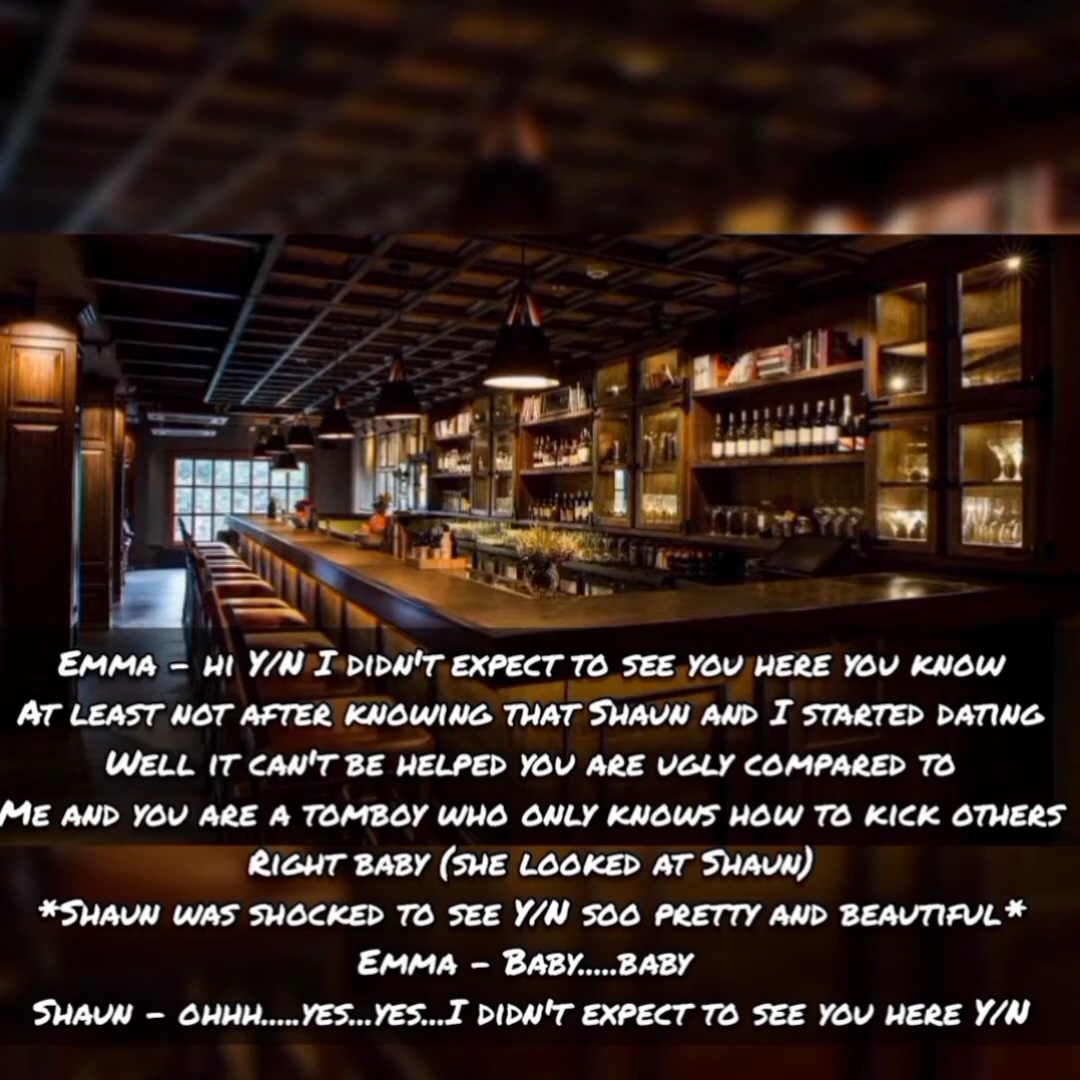 Emma - hi Y/N I didn't expect to see you here you know
At least not after knowing that Shaun and I started dating
Well it can't be helped you are ugly compared to
Me and you are a tomboy who only knows how to kick others
Right baby (she looked at Shaun)
*Shaun was shocked to see Y/N soo pretty and beautiful*
Emma - Baby.....baby
Shaun - ohhh.....yes...yes...I didn't expect to see you here Y/N